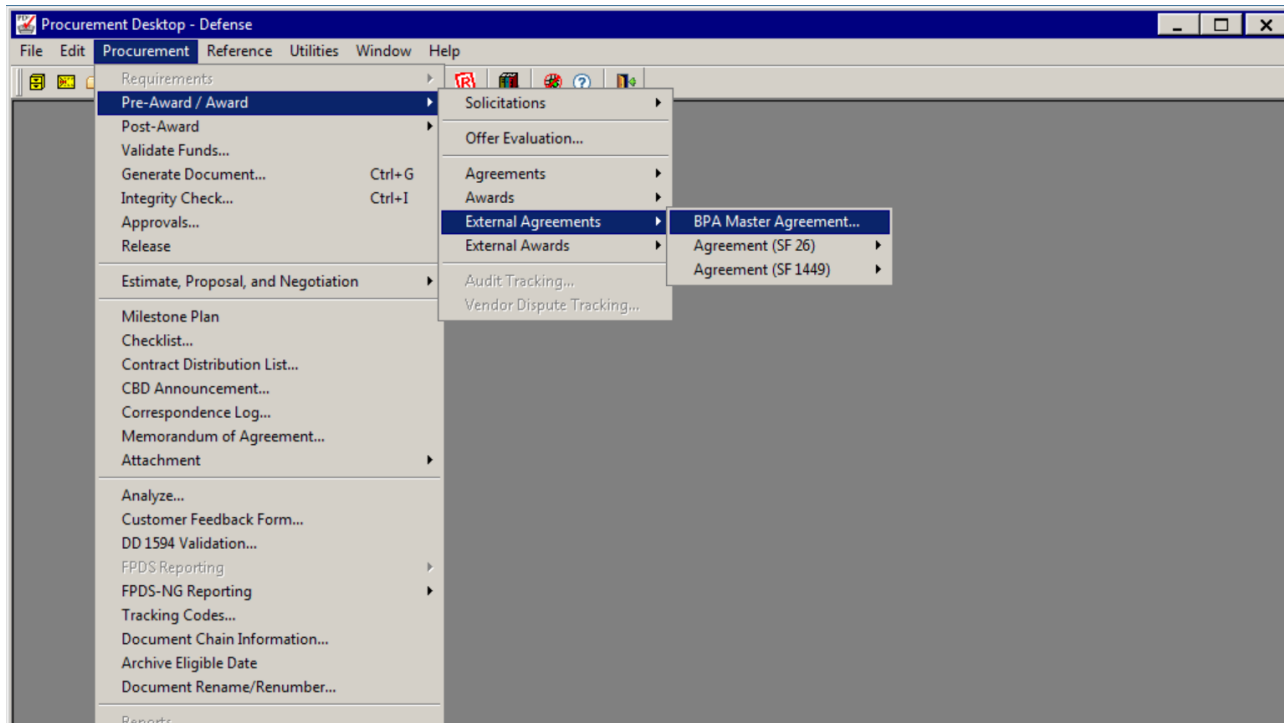 Procurement Desktop - Defense
File Edit Procurement Reference Utilities Window Help
Requirements
Pre-Award / Award
Post-Award
Validate Funds...
Generate Document... Ctrl+G
Integrity Check... Ctrl+I
Approvals...
Release
Estimate, Proposal, and Negotiation
Milestone Plan
Checklist...
Contract Distribution List...
CBD Announcement...
Correspondence Log...
Memorandum of Agreement...
Attachment
Analyze...
Customer Feedback Form...
DD 1594 Validation...
FPDS Reporting
FPDS-NG Reporting
Tracking Codes...
Document Chain Information...
Archive Eligible Date
Document Rename/Renumber...
Reports
Solicitations
Offer Evaluation...
Agreements
Awards
External Agreements
External Awards
Audit Tracking...
Vendor Dispute Tracking...
BPA Master Agreement...
Agreement (SF 26)
Agreement (SF 1449)